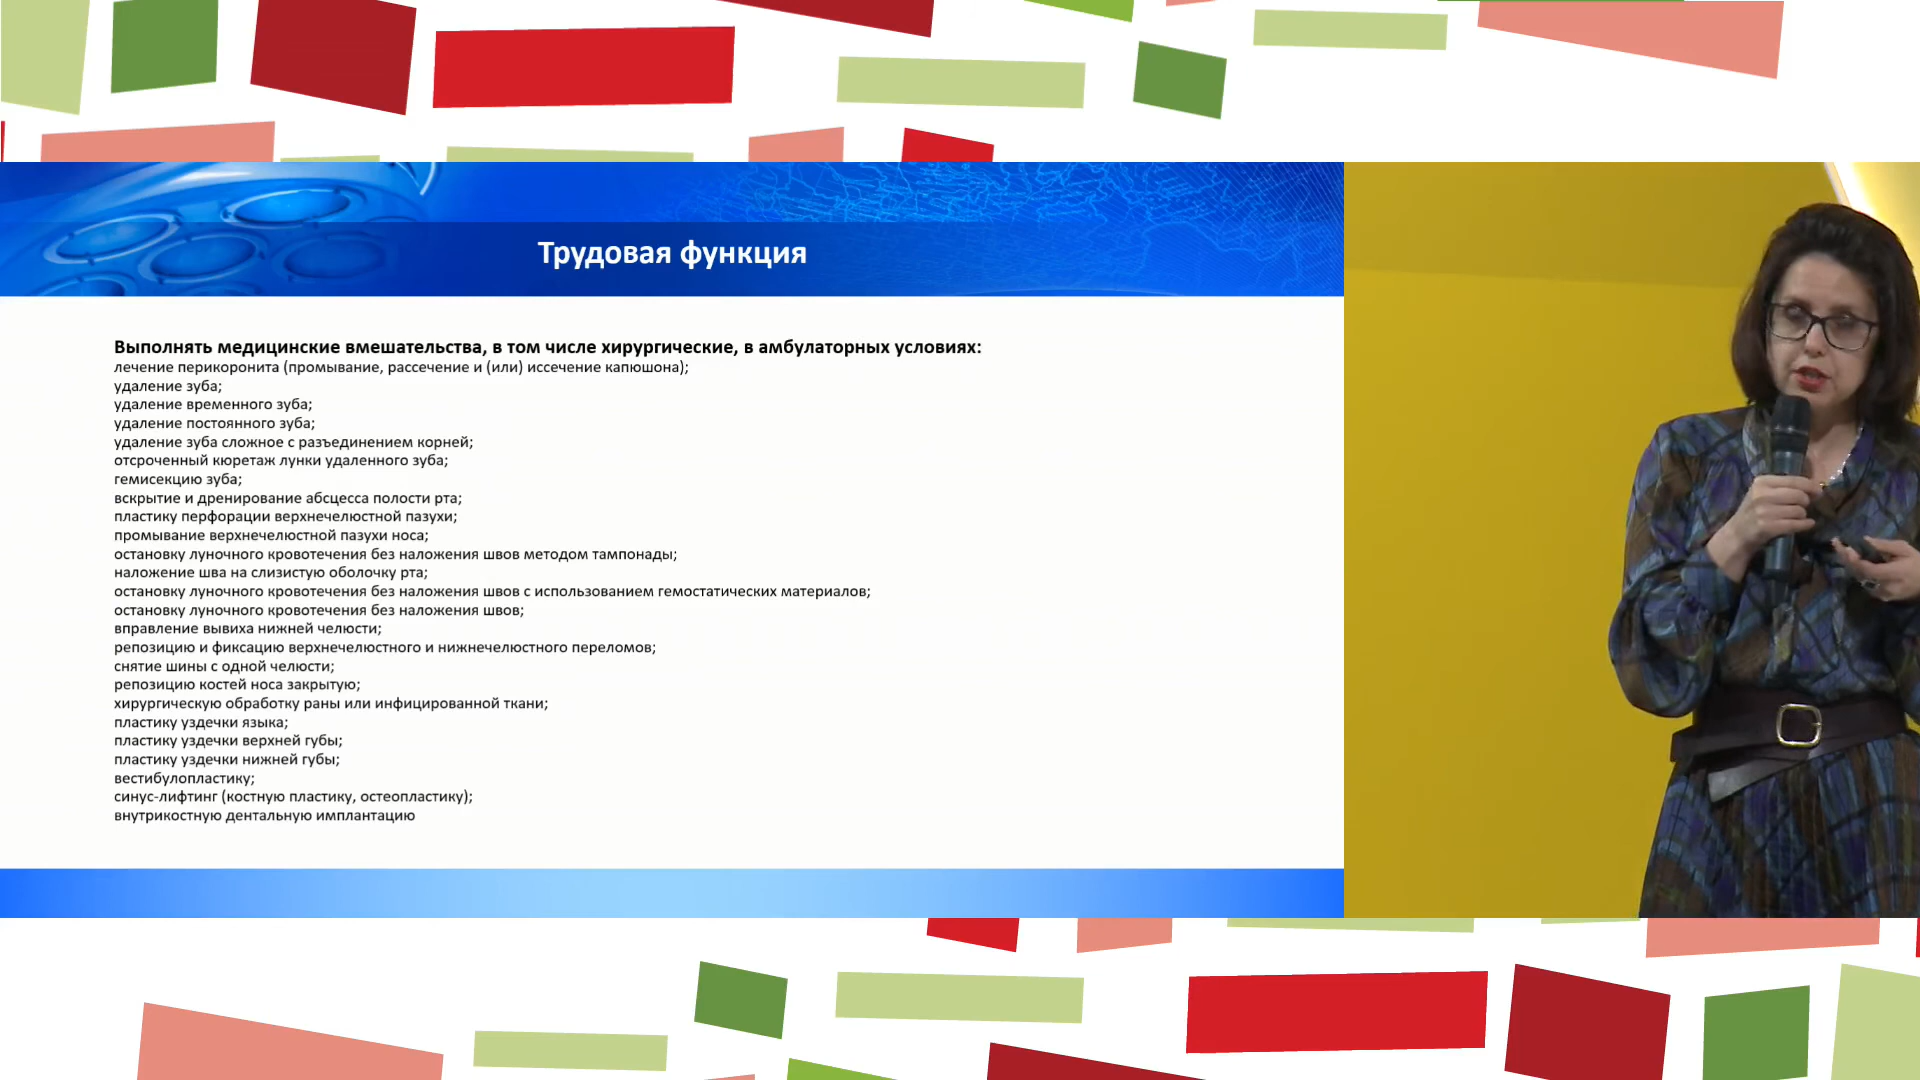 Трудовая функция
Выполнять медицинские вмешательства, в том числе хирургические, в амбулаторных условиях:
лечение перикоронита (промывание, рассечение и (или) иссечение капюшона);
удаление зуба;
удаление временного зуба;
удаление постоянного зуба;
удаление зуба сложное с разъединением корней;
отсроченный кюретаж лунки удаленного зуба;
гемисекцию зуба;
вскрытие и дренирование абсцесса полости рта;
пластику перфорации верхнечелюстной пазухи;
промывание верхнечелюстной пазухи носа;
остановку луночного кровотечения без наложения швов методом тампонады;
наложение шва на слизистую оболочку рта;
остановку луночного кровотечения без наложения швов с использованием гемостатических материалов;
остановку луночного кровотечения без наложения швов;
вправление вывиха нижней челюсти;
репозицию и фиксацию верхнечелюстного и нижнечелюстного переломов;
снятие шины с одной челюсти;
репозицию костей носа закрытую;
хирургическую обработку раны или инфицированной ткани;
пластику уздечки языка;
пластику уздечки верхней губы;
пластику уздечки нижней губы;
вестибулопластику;
синус-лифтинг (костную пластику, остеопластику);
внутрикостную дентальную имплантацию